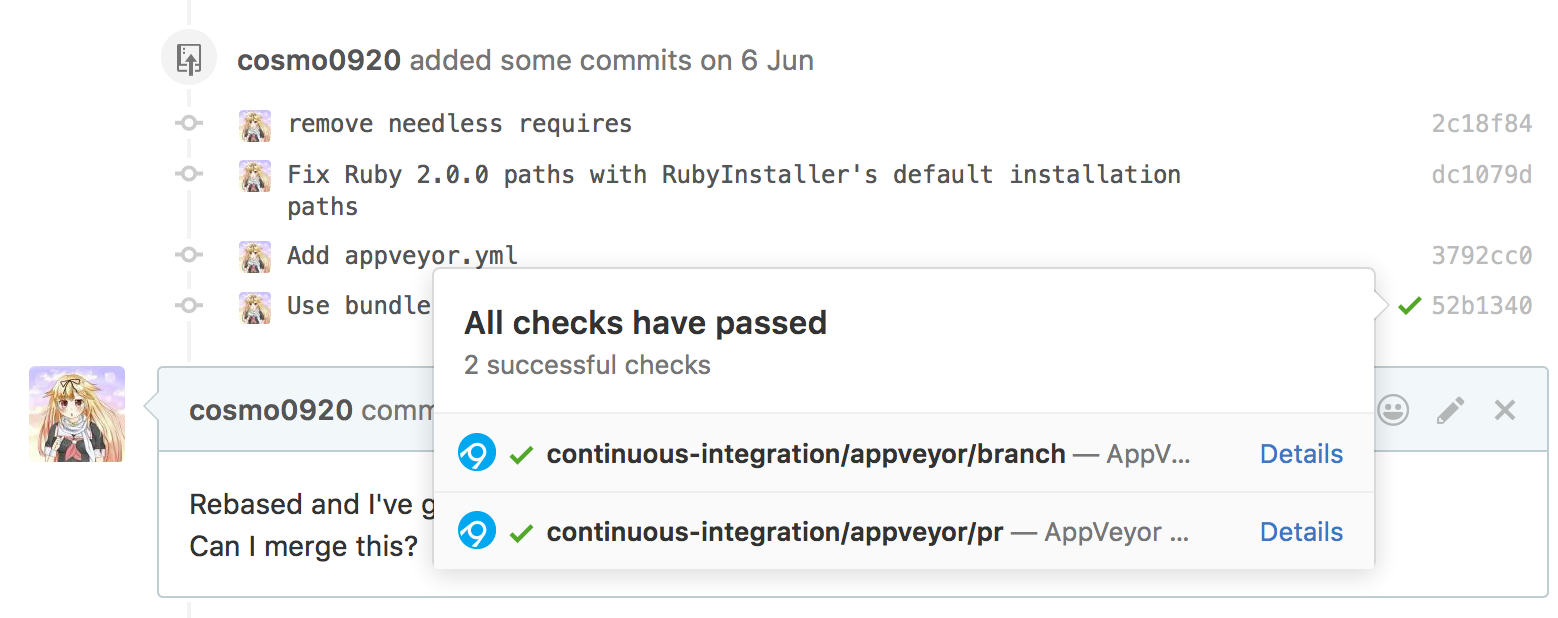 cosmo0920 added some commits on 6 Jun
remove needless requires 2c18f84
Fix Ruby 2.0.0 paths with RubyInstaller's default installation dc1079d
paths
Add appveyor.yml 3792cc0
Use bundle 52b1340
All checks have passed
2 successful checks
cosmo0920 comm
continuous-integration/appveyor/branch — AppV... Details
Rebased and I've g
continuous-integration/appveyor/pr — AppVeyor ... Details
Can I merge this?